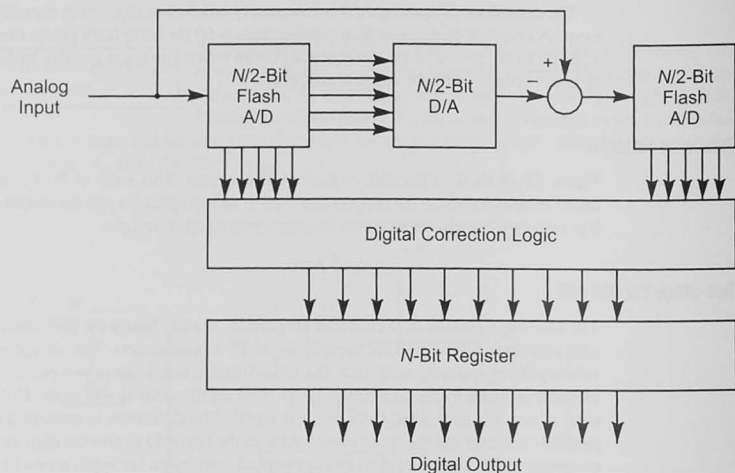 Analog
Input
N/2-Bit
Flash
A/D
N/2-Bit
D/A
+
N/2-Bit
Flash
A/D
Digital Correction Logic
N-Bit Register
Digital Output